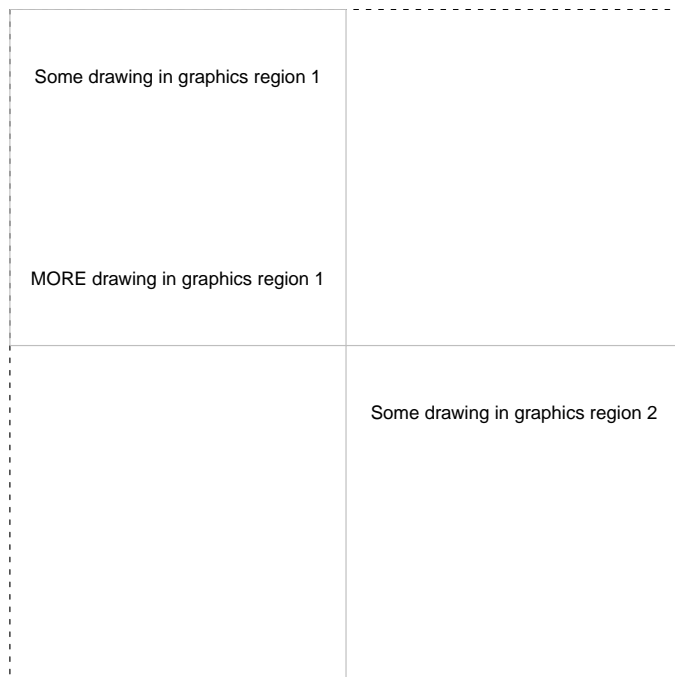 Some drawing in graphics region 1
MORE drawing in graphics region 1
Some drawing in graphics region 2